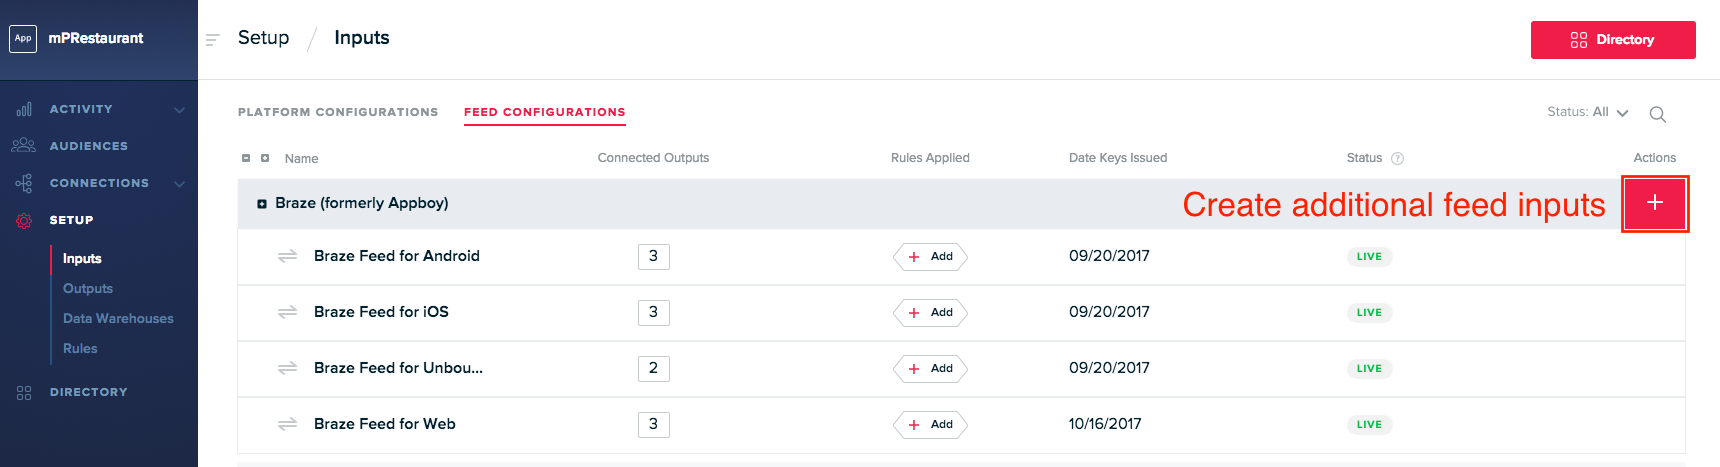 App mPRestaurant
Setup / Inputs
Directory
ACTIVITY
AUDIENCES
CONNECTIONS
SETUP
Inputs
Outputs
Data Warehouses
Rules
DIRECTORY
PLATFORM CONFIGURATIONS FEED CONFIGURATIONS
Status: All
Name Connected Outputs Rules Applied Date Keys Issued Status ? Actions
Braze (formerly Appboy)
Create additional feed inputs +
Braze Feed for Android 3 + Add 09/20/2017 LIVE
Braze Feed for iOS 3 + Add 09/20/2017 LIVE
Braze Feed for Unbou... 2 + Add 09/20/2017 LIVE
Braze Feed for Web 3 + Add 10/16/2017 LIVE